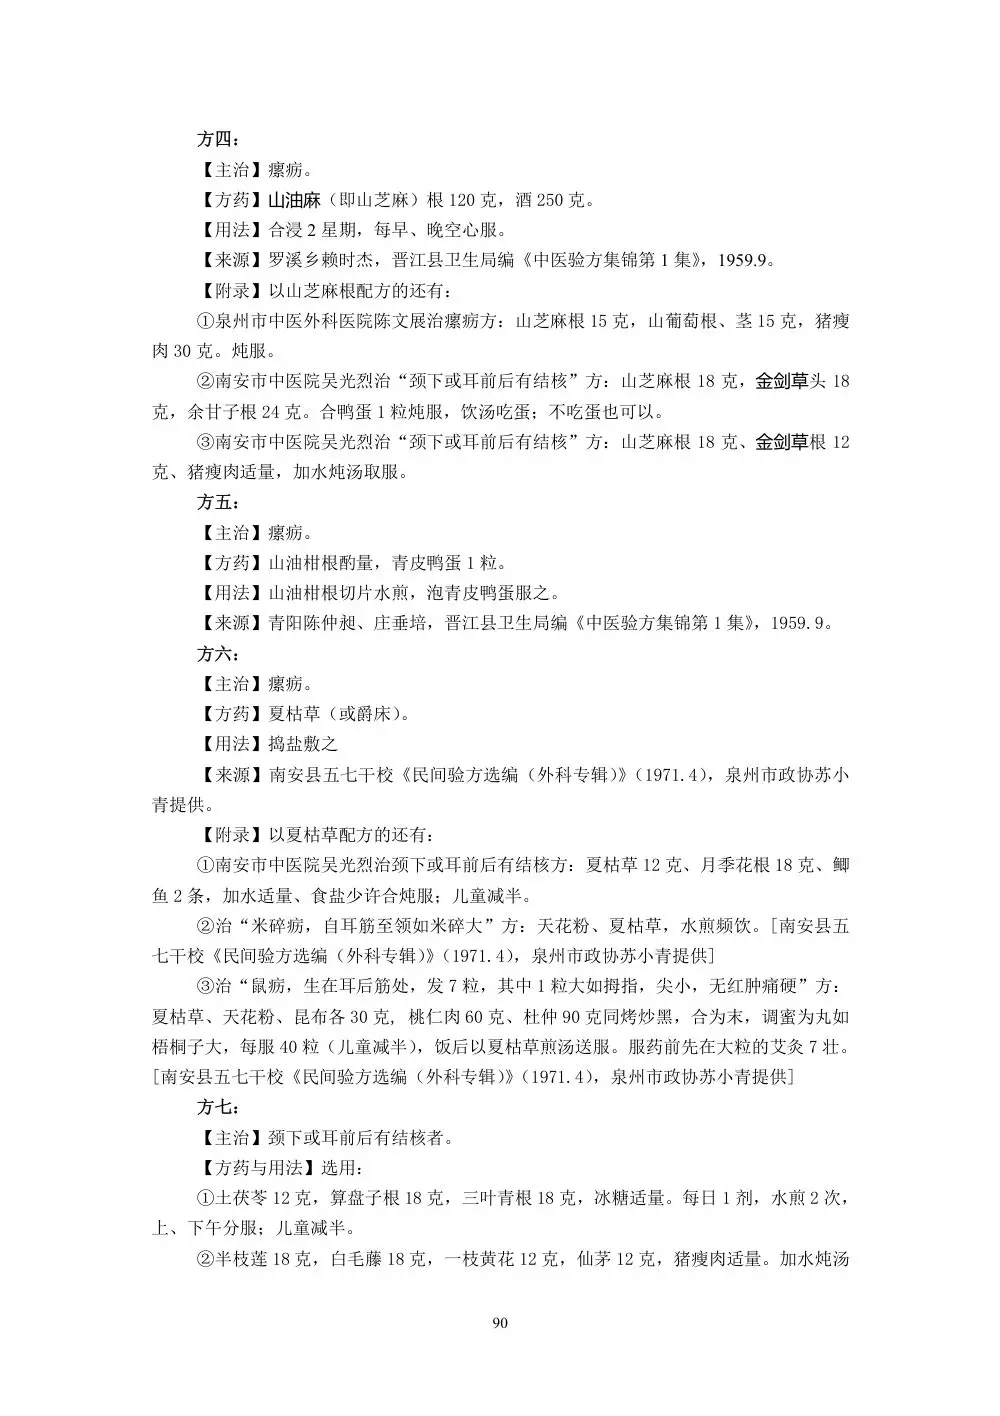 方四：
【主治】瘰疬。
【方药】山油麻（即山芝麻）根 120 克，酒 250 克。
【用法】合浸 2 星期，每早、晚空心服。
【来源】罗溪乡赖时杰，晋江县卫生局编《中医验方集锦第 1 集》，1959.9。
【附录】以山芝麻根配方的还有：
①泉州市中医外科医院陈文展治瘰疬方：山芝麻根 15 克，山葡萄根、茎 15 克，猪瘦
肉 30 克。炖服。
②南安市中医院吴光烈治“颈下或耳前后有结核”方：山芝麻根 18 克，金剑草头 18
克，余甘子根 24 克。合鸭蛋 1 粒炖服，饮汤吃蛋；不吃蛋也可以。
③南安市中医院吴光烈治“颈下或耳前后有结核”方：山芝麻根 18 克、金剑草根 12
克、猪瘦肉适量，加水炖汤取服。
方五：
【主治】瘰疬。
【方药】山油柑根酌量，青皮鸭蛋 1 粒。
【用法】山油柑根切片水煎，泡青皮鸭蛋服之。
【来源】青阳陈仲昶、庄垂培，晋江县卫生局编《中医验方集锦第 1 集》，1959.9。
方六：
【主治】瘰疬。
【方药】夏枯草（或爵床）。
【用法】捣盐敷之
【来源】南安县五七干校《民间验方选编（外科专辑）》（1971.4），泉州市政协苏小
青提供。
【附录】以夏枯草配方的还有：
①南安市中医院吴光烈治颈下或耳前后有结核方：夏枯草 12 克、月季花根 18 克、鲫
鱼 2 条，加水适量、食盐少许合炖服；儿童减半。
②治“米碎疬，自耳筋至领如米碎大”方：天花粉、夏枯草，水煎频饮。[南安县五
七干校《民间验方选编（外科专辑）》（1971.4），泉州市政协苏小青提供]
③治“鼠疬，生在耳后筋处，发 7 粒，其中 1 粒大如拇指，尖小，无红肿痛硬”方：
夏枯草、天花粉、昆布各 30 克, 桃仁肉 60 克、杜仲 90 克同烤炒黑，合为末，调蜜为丸如
梧桐子大，每服 40 粒（儿童减半），饭后以夏枯草煎汤送服。服药前先在大粒的艾灸 7 壮。
[南安县五七干校《民间验方选编（外科专辑）》（1971.4），泉州市政协苏小青提供]
方七：
【主治】颈下或耳前后有结核者。
【方药与用法】选用：
①土茯苓 12 克，算盘子根 18 克，三叶青根 18 克，冰糖适量。每日 1 剂，水煎 2 次，
上、下午分服；儿童减半。
②半枝莲 18 克，白毛藤 18 克，一枝黄花 12 克，仙茅 12 克，猪瘦肉适量。加水炖汤
90